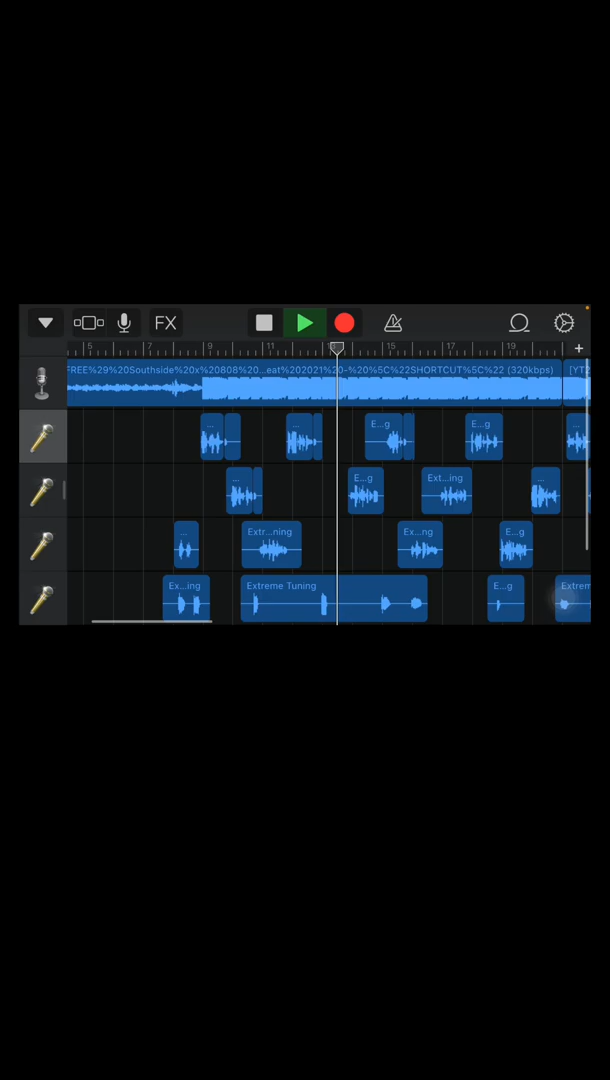 FX
5 7 9 11 13 15 17 19 +
FREE%29%20Southside%20x%20808%20...eat%202021%20-%20%5C%22SHORTCUT%5C%22 (320kbps) [YT2
... ... E...g E...g ...
... E...g Ext...ing ...
... Extr...ning Ex...ng E...g
Ex...ing Extreme Tuning E...g Extrem